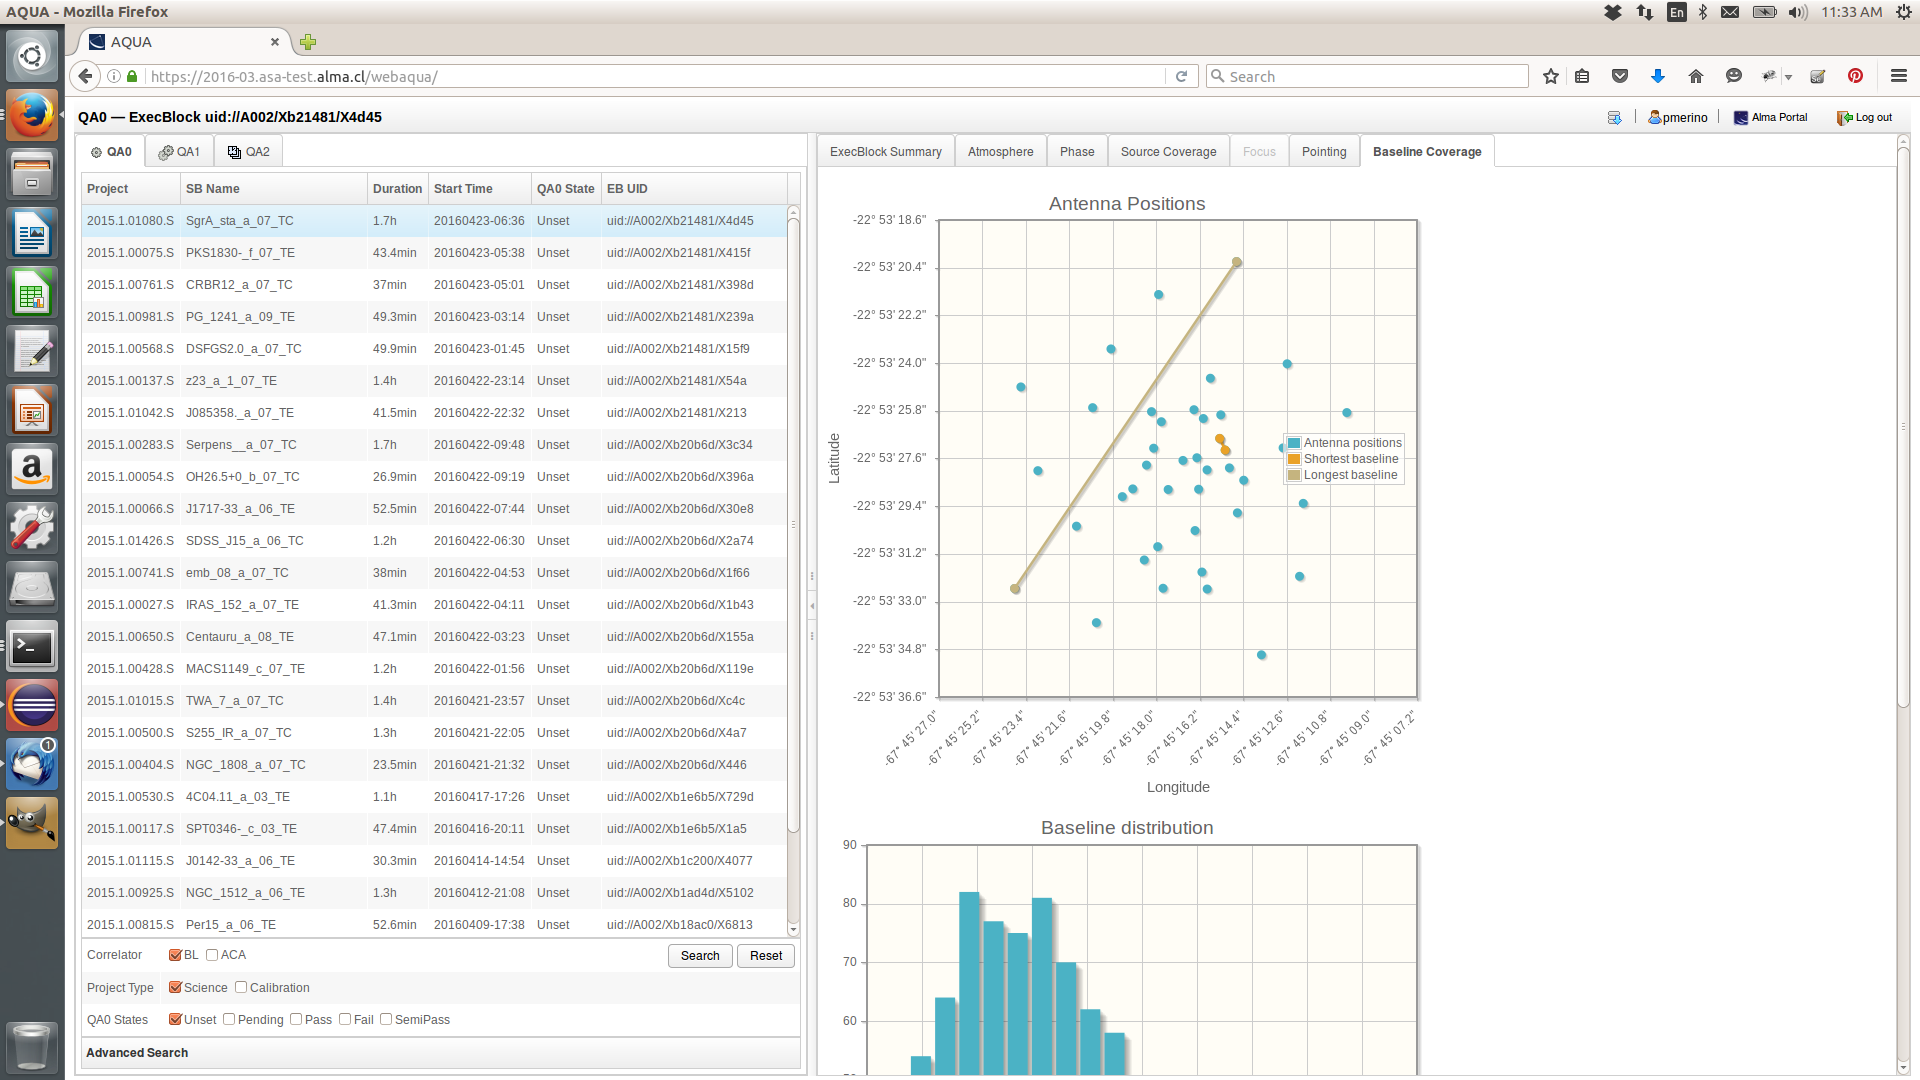 AQUA - Mozilla Firefox
En
11:33 AM
AQUA
https://2016-03.asa-test.alma.cl/webaqua/
Search
QA0 — ExecBlock uid://A002/Xb21481/X4d45
pmerino
Alma Portal
Log out
QA0
QA1
QA2
Project SB Name Duration Start Time QA0 State EB UID
2015.1.01080.S SgrA_sta_a_07_TC 1.7h 20160423-06:36 Unset uid://A002/Xb21481/X4d45
2015.1.00075.S PKS1830-_f_07_TE 43.4min 20160423-05:38 Unset uid://A002/Xb21481/X415f
2015.1.00761.S CRBR12_a_07_TC 37min 20160423-05:01 Unset uid://A002/Xb21481/X398d
2015.1.00981.S PG_1241_a_09_TE 49.3min 20160423-03:14 Unset uid://A002/Xb21481/X239a
2015.1.00568.S DSFGS2.0_a_07_TC 49.9min 20160423-01:45 Unset uid://A002/Xb21481/X15f9
2015.1.00137.S z23_a_1_07_TE 1.4h 20160422-23:14 Unset uid://A002/Xb21481/X54a
2015.1.01042.S J085358._a_07_TE 41.5min 20160422-22:32 Unset uid://A002/Xb21481/X213
2015.1.00283.S Serpens__a_07_TC 1.7h 20160422-09:48 Unset uid://A002/Xb20b6d/X3c34
2015.1.00054.S OH26.5+0_b_07_TC 26.9min 20160422-09:19 Unset uid://A002/Xb20b6d/X396a
2015.1.00066.S J1717-33_a_06_TE 52.5min 20160422-07:44 Unset uid://A002/Xb20b6d/X30e8
2015.1.01426.S SDSS_J15_a_06_TC 1.2h 20160422-06:30 Unset uid://A002/Xb20b6d/X2a74
2015.1.00741.S emb_08_a_07_TC 38min 20160422-04:53 Unset uid://A002/Xb20b6d/X1f66
2015.1.00027.S IRAS_152_a_07_TE 41.3min 20160422-04:11 Unset uid://A002/Xb20b6d/X1b43
2015.1.00650.S Centauru_a_08_TE 47.1min 20160422-03:23 Unset uid://A002/Xb20b6d/X155a
2015.1.00428.S MACS1149_c_07_TE 1.2h 20160422-01:56 Unset uid://A002/Xb20b6d/X119e
2015.1.01015.S TWA_7_a_07_TC 1.4h 20160421-23:57 Unset uid://A002/Xb20b6d/Xc4c
2015.1.00500.S S255_IR_a_07_TC 1.3h 20160421-22:05 Unset uid://A002/Xb20b6d/X4a7
2015.1.00404.S NGC_1808_a_07_TC 23.5min 20160421-21:32 Unset uid://A002/Xb20b6d/X446
2015.1.00530.S 4C04.11_a_03_TE 1.1h 20160417-17:26 Unset uid://A002/Xb1e6b5/X729d
2015.1.00117.S SPT0346-_c_03_TE 47.4min 20160416-20:11 Unset uid://A002/Xb1e6b5/X1a5
2015.1.01115.S J0142-33_a_06_TE 30.3min 20160414-14:54 Unset uid://A002/Xb1c200/X4077
2015.1.00925.S NGC_1512_a_06_TE 1.3h 20160412-21:08 Unset uid://A002/Xb1ad4d/X5102
2015.1.00815.S Per15_a_06_TE 52.6min 20160409-17:38 Unset uid://A002/Xb18ac0/X6813
Correlator BL ACA Search Reset
Project Type Science Calibration
QA0 States Unset Pending Pass Fail SemiPass
Advanced Search
ExecBlock Summary
Atmosphere
Phase
Source Coverage
Focus
Pointing
Baseline Coverage
Antenna Positions
-22° 53' 18.6"
-22° 53' 20.4"
-22° 53' 22.2"
-22° 53' 24.0"
-22° 53' 25.8"
-22° 53' 27.6"
-22° 53' 29.4"
-22° 53' 31.2"
-22° 53' 33.0"
-22° 53' 34.8"
-22° 53' 36.6"
Latitude
Antenna positions
Shortest baseline
Longest baseline
-67° 45' 27.0"
-67° 45' 25.2"
-67° 45' 23.4"
-67° 45' 21.6"
-67° 45' 19.8"
-67° 45' 18.0"
-67° 45' 16.2"
-67° 45' 14.4"
-67° 45' 12.6"
-67° 45' 10.8"
-67° 45' 09.0"
-67° 45' 07.2"
Longitude
Baseline distribution
90
80
70
60
1